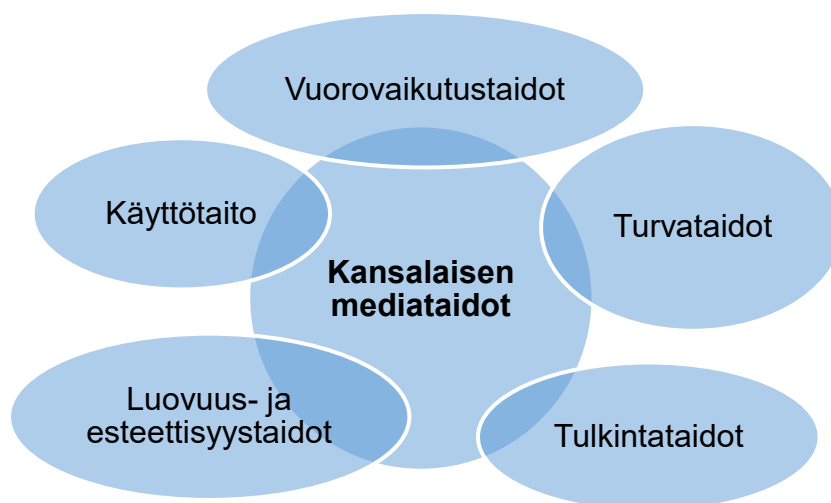 Vuorovaikutustaidot
Käyttötaito
Turvataidot
Kansalaisen
mediataidot
Luovuus- ja
esteettisyystaidot
Tulkintataidot